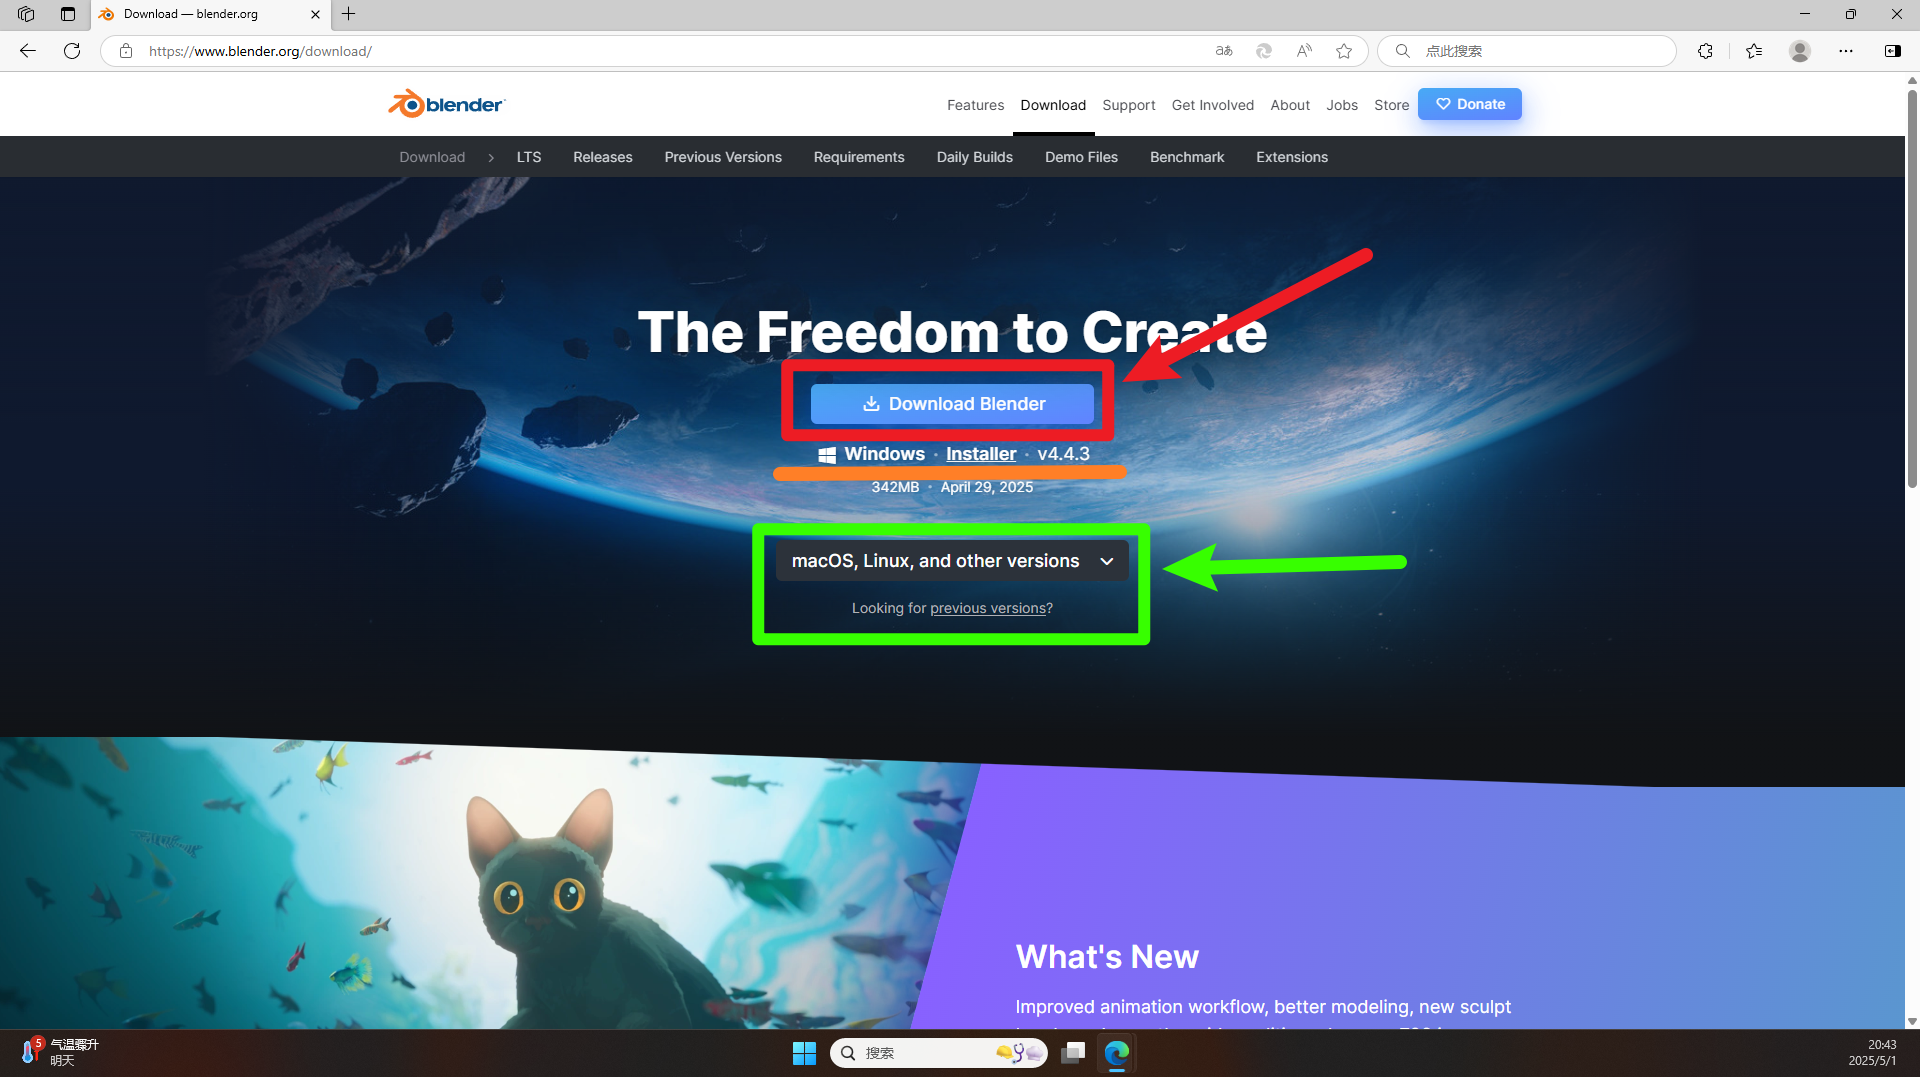 Download — blender.org
https://www.blender.org/download/
点此搜索
blender
Features Download Support Get Involved About Jobs Store Donate
Download > LTS Releases Previous Versions Requirements Daily Builds Demo Files Benchmark Extensions
The Freedom to Create
Download Blender
Windows · Installer · v4.4.3
342MB · April 29, 2025
macOS, Linux, and other versions
Looking for previous versions?
What's New
Improved animation workflow, better modeling, new sculpt
5 气温骤升
明天
搜索
20:43
2025/5/1